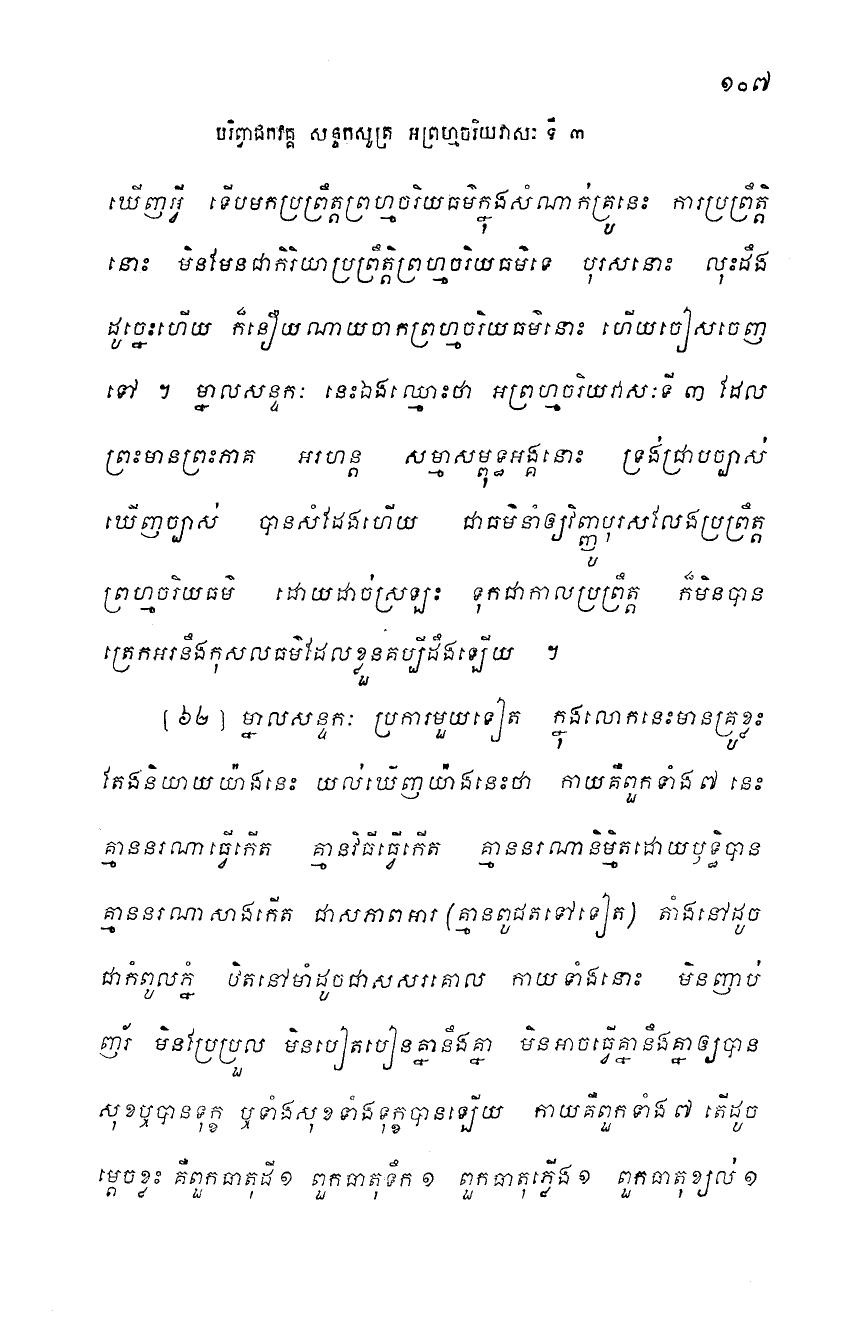 ១០៧
បរិព្វាជកវគ្គ សន្ទកសូត្រ អព្រហ្មចរិយវាសៈ ទី ៣
ឃើញអ្វី ទើបមកប្រព្រឹត្តព្រហ្មចរិយធម៌ក្នុងសំណាក់គ្រូនេះ ការប្រព្រឹត្តិ
នោះ មិនមែនជាកិរិយាប្រព្រឹត្តិព្រហ្មចរិយធម៌ទេ បុរសនោះ លុះដឹង
ដូច្នេះហើយ ក៏នឿយណាយចាកព្រហ្មចរិយធម៌នោះ ហើយចៀសចេញ
ទៅ ។ ម្នាលសន្ទកៈ នេះឯងឈ្មោះថា អព្រហ្មចរិយវាសៈទី ៣ ដែល
ព្រះមានព្រះភាគ អរហន្ត សម្មាសម្ពុទ្ធអង្គនោះ ទ្រង់ជ្រាបច្បាស់
ឃើញច្បាស់ បានសំដែងហើយ ជាធម៌នាំឲ្យវិញ្ញូបុរសលែងប្រព្រឹត្ត
ព្រហ្មចរិយធម៌ ដោយដាច់ស្រឡះ ទុកជាកាលប្រព្រឹត្ត ក៏មិនបាន
ត្រេកអរនឹងកុសលធម៌ដែលខ្លួនគប្បីដឹងឡើយ ។
(៦២) ម្នាលសន្ទកៈ ប្រការមួយទៀត ក្នុងលោកនេះមានគ្រូខ្លះ
តែងនិយាយយ៉ាងនេះ យល់ឃើញយ៉ាងនេះថា កាយគឺពួកទាំង៧ នេះ
គ្មាននរណាធ្វើកើត គ្មានវិធីធ្វើកើត គ្មាននរណានិម្មិតដោយឫទ្ធិបាន
គ្មាននរណាសាងកើត ជាសភាពអារ (គ្មានពូជតទៅទៀត) តាំងនៅដូច
ជាកំពូលភ្នំ ឋិតនៅមាំដូចជាសសរគោល កាយទាំងនោះ មិនញាប់
ញ័រ មិនប្រែប្រួល មិនបៀតបៀនគ្នានឹងគ្នា មិនអាចធ្វើគ្នានឹងគ្នាឲ្យបាន
សុខឬបានទុក្ខ ឬទាំងសុខទាំងទុក្ខបានឡើយ កាយគឺពួកទាំង៧ តើដូច
ម្តេចខ្លះ គឺពួកធាតុដី ១ ពួកធាតុទឹក ១ ពួកធាតុភ្លើង ១ ពួកធាតុខ្យល់ ១